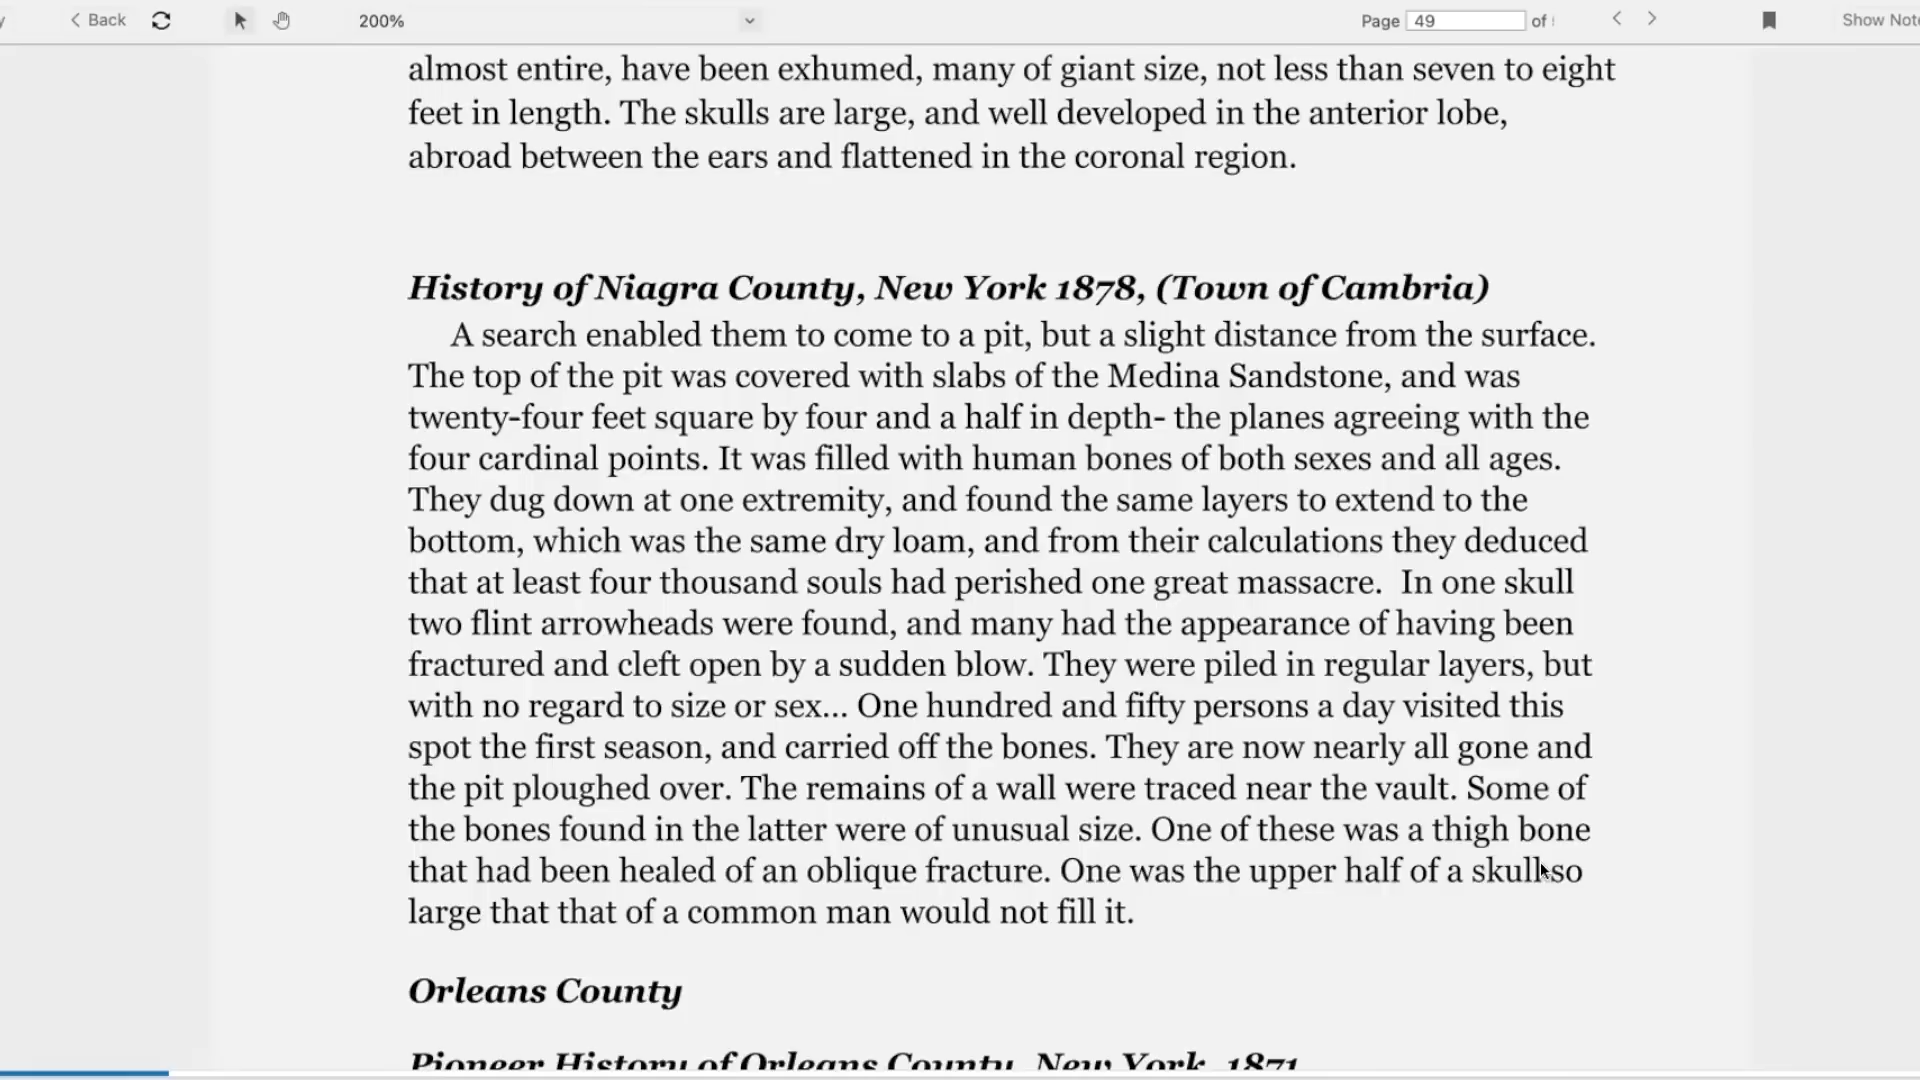 Back
200%
Page 49 of
Show Note
almost entire, have been exhumed, many of giant size, not less than seven to eight
feet in length. The skulls are large, and well developed in the anterior lobe,
abroad between the ears and flattened in the coronal region.
History of Niagra County, New York 1878, (Town of Cambria)
A search enabled them to come to a pit, but a slight distance from the surface.
The top of the pit was covered with slabs of the Medina Sandstone, and was
twenty-four feet square by four and a half in depth- the planes agreeing with the
four cardinal points. It was filled with human bones of both sexes and all ages.
They dug down at one extremity, and found the same layers to extend to the
bottom, which was the same dry loam, and from their calculations they deduced
that at least four thousand souls had perished one great massacre.  In one skull
two flint arrowheads were found, and many had the appearance of having been
fractured and cleft open by a sudden blow. They were piled in regular layers, but
with no regard to size or sex... One hundred and fifty persons a day visited this
spot the first season, and carried off the bones. They are now nearly all gone and
the pit ploughed over. The remains of a wall were traced near the vault. Some of
the bones found in the latter were of unusual size. One of these was a thigh bone
that had been healed of an oblique fracture. One was the upper half of a skull so
large that that of a common man would not fill it.
Orleans County
Pioneer History of Orleans County, New York, 1871